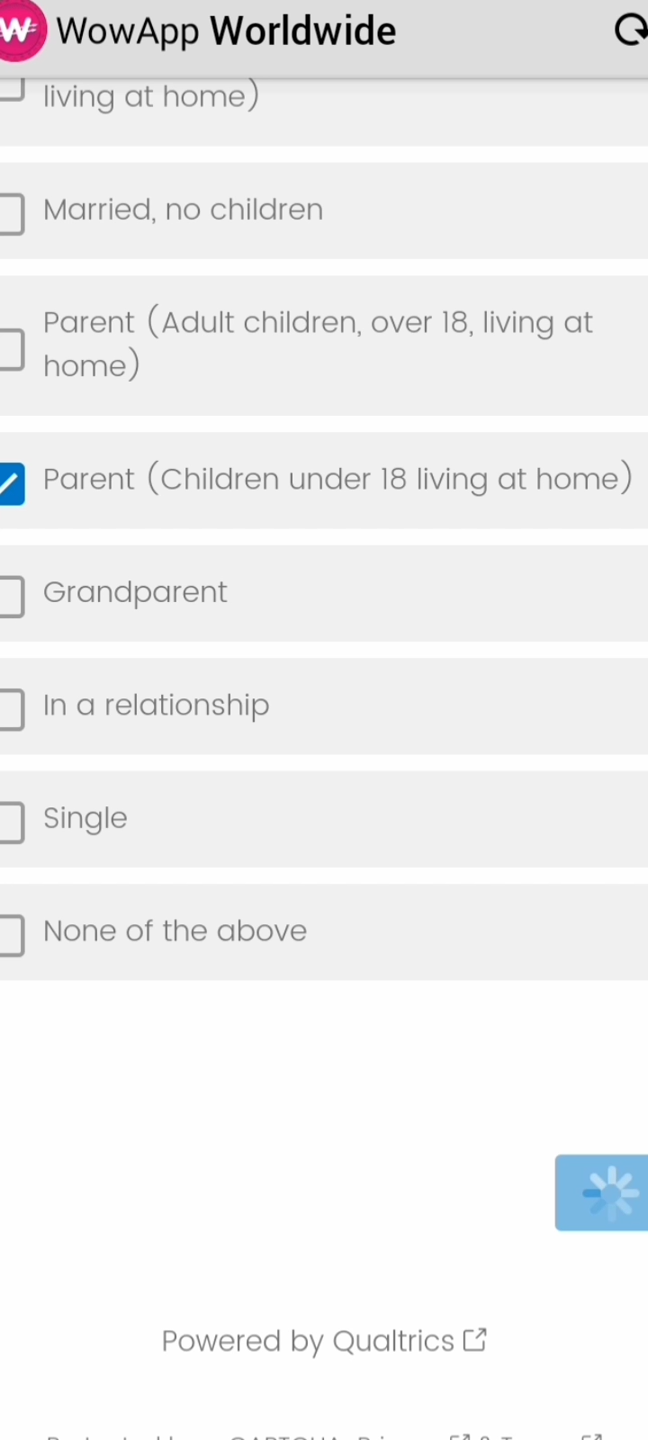 WowApp Worldwide
living at home)
Married, no children
Parent (Adult children, over 18, living at
home)
Parent (Children under 18 living at home)
Grandparent
In a relationship
Single
None of the above
Powered by Qualtrics